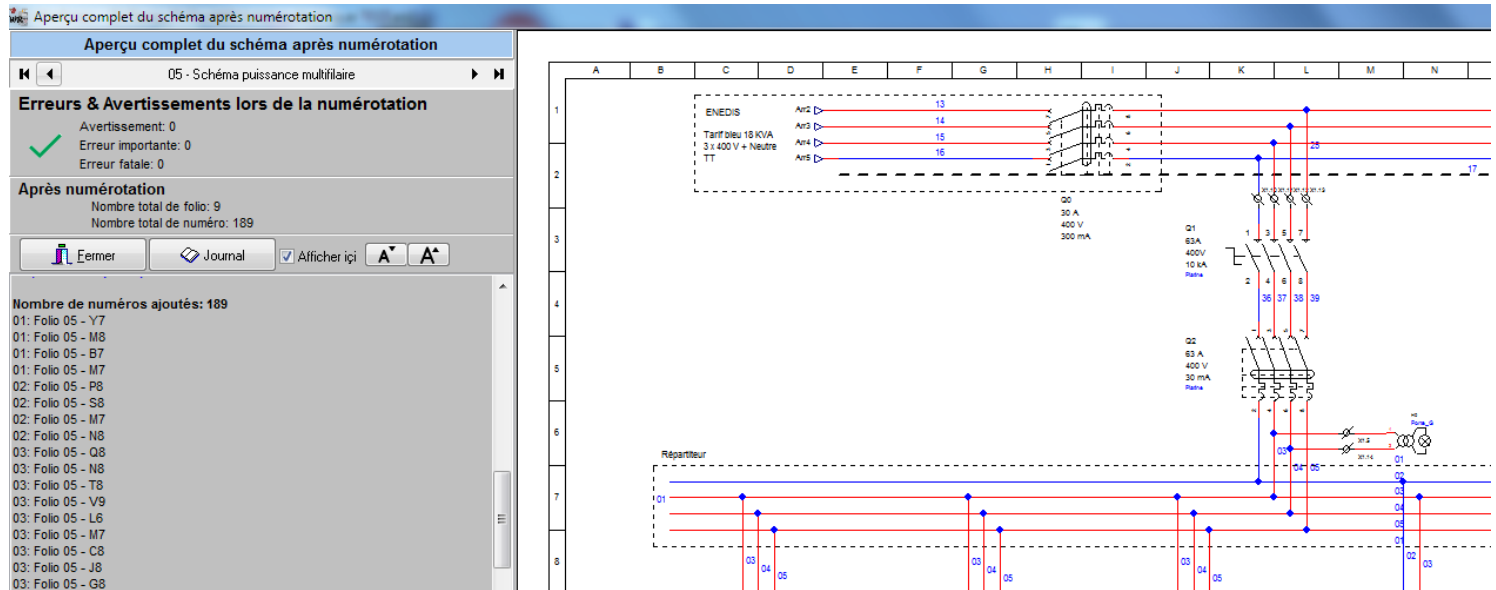 Aperçu complet du schéma après numérotation
Aperçu complet du schéma après numérotation
05 - Schéma puissance multifilaire
Erreurs & Avertissements lors de la numérotation
Avertissement: 0
Erreur importante: 0
Erreur fatale: 0
Après numérotation
Nombre total de folio: 9
Nombre total de numéro: 189
Fermer
Journal
Afficher içi
A
A
Nombre de numéros ajoutés: 189
01: Folio 05 - Y7
01: Folio 05 - M8
01: Folio 05 - B7
01: Folio 05 - M7
02: Folio 05 - P8
02: Folio 05 - S8
02: Folio 05 - M7
02: Folio 05 - N8
03: Folio 05 - Q8
03: Folio 05 - N8
03: Folio 05 - T8
03: Folio 05 - V9
03: Folio 05 - L6
03: Folio 05 - M7
03: Folio 05 - C8
03: Folio 05 - J8
03: Folio 05 - G8
A B C D E F G H I J K L M N
1
2
3
4
5
6
7
8
ENEDIS
Tarif bleu 18 KVA
3 x 400 V + Neutre
TT
Arr2 13
Arr3 14
Arr4 15
Arr5 16
25
17
Q0
30 A
400 V
300 mA
Q1
63A
400V
10 kA
Platine
1 3 5 7
2 4 6 8
36 37 38 39
Q2
63 A
400 V
30 mA
Platine
2 4 6 8
X1.14
Répartiteur
03 04 05
01
01
02
03
04
05
01
03 04 05
03 04 05
03 04 05
02 03